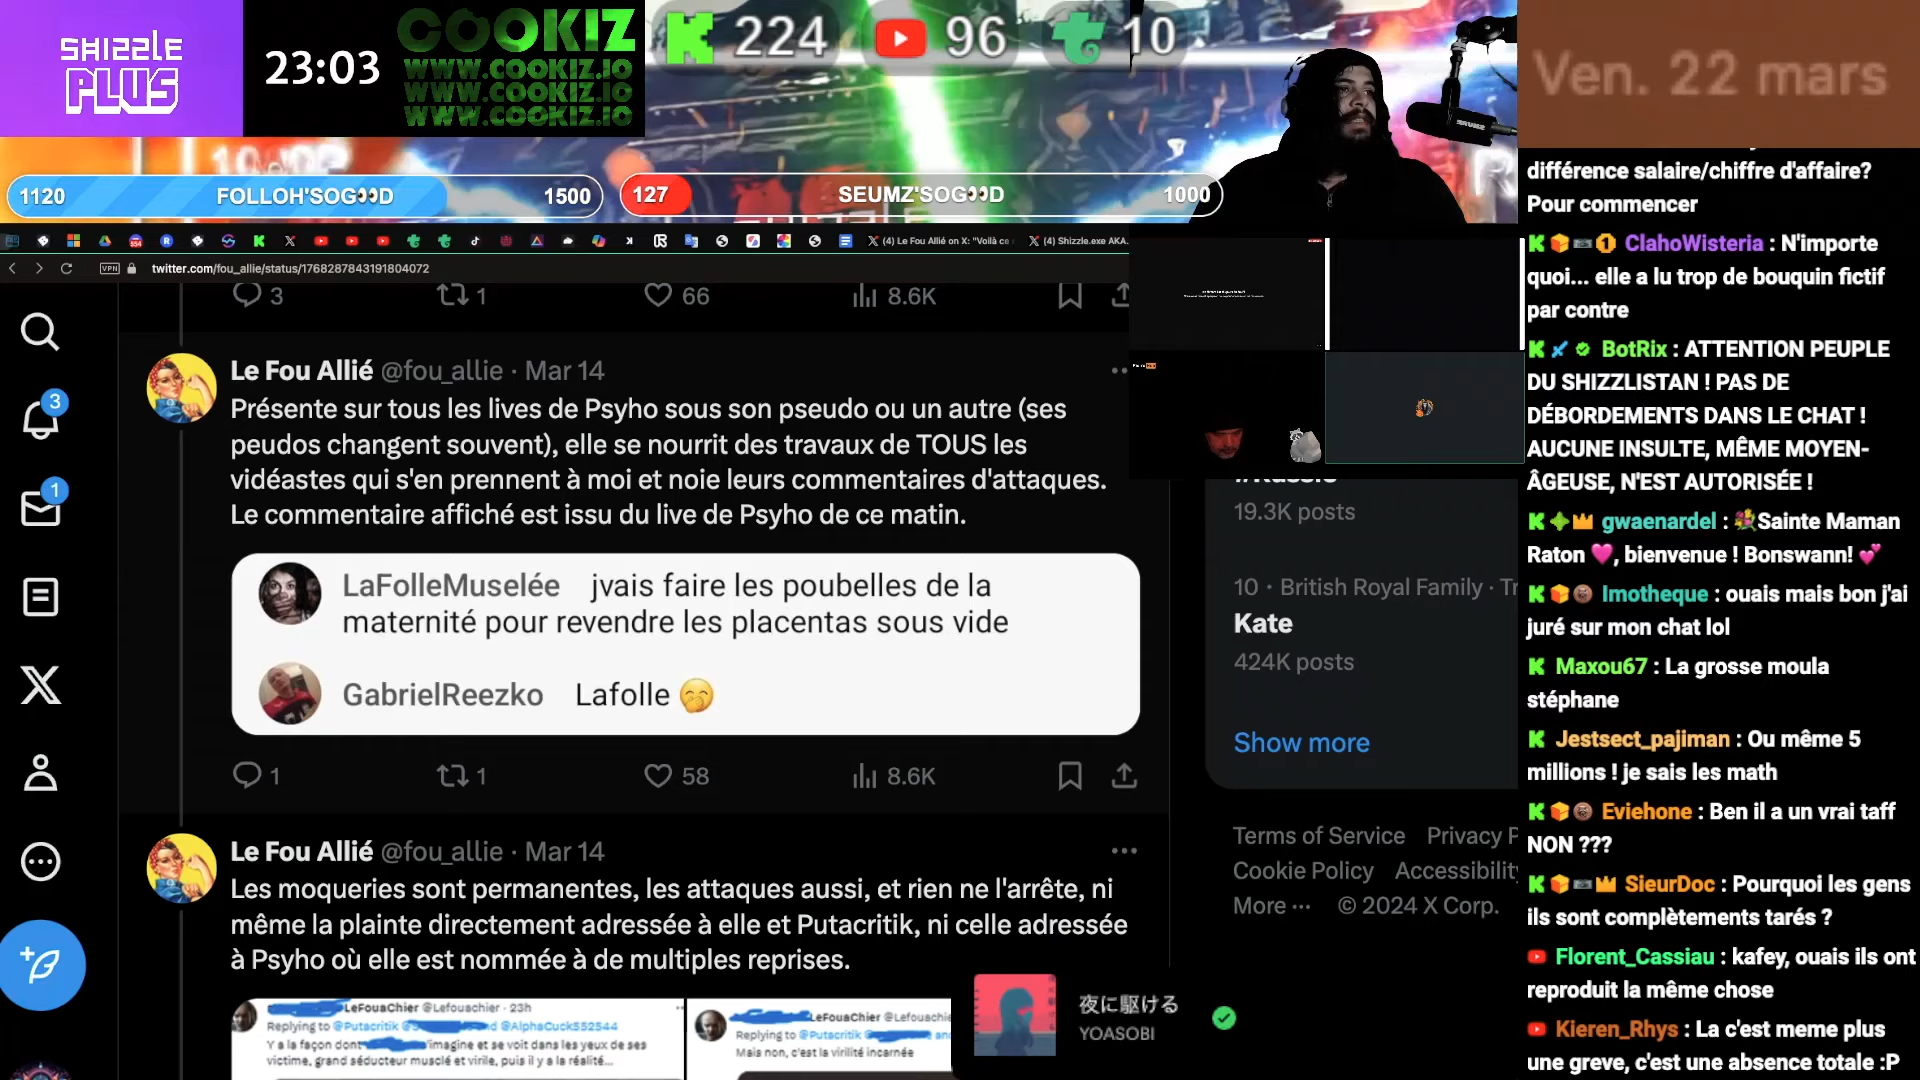 SHIZZLE
PLUS
23:03
COOKIZ
WWW.COOKIZ.IO
WWW.COOKIZ.IO
WWW.COOKIZ.IO
224
96
10
Ven. 22 mars
1120 FOLLOH'SOG👀D 1500
127 SEUMZ'SOG👀D 1000
(4) Le Fou Allié on X: "Voilà ce
(4) Shizzle.exe AKA.
VPN twitter.com/fou_allie/status/1768287843191804072
3 1 66 8.6K
3
1
Le Fou Allié @fou_allie · Mar 14
Présente sur tous les lives de Psyho sous son pseudo ou un autre (ses
peudos changent souvent), elle se nourrit des travaux de TOUS les
vidéastes qui s'en prennent à moi et noie leurs commentaires d'attaques.
Le commentaire affiché est issu du live de Psyho de ce matin.
LaFolleMuselée jvais faire les poubelles de la
maternité pour revendre les placentas sous vide
GabrielReezko Lafolle 🤭
1 1 58 8.6K
Le Fou Allié @fou_allie · Mar 14
Les moqueries sont permanentes, les attaques aussi, et rien ne l'arrête, ni
même la plainte directement adressée à elle et Putacritik, ni celle adressée
à Psyho où elle est nommée à de multiples reprises.
LeFouaChier @Lefouachier · 23h
Replying to @Putacritik and @AlphaCuck552544
Y a la façon dont imagine et se voit dans les yeux de ses
victime, grand séducteur musclé et virile, puis il y a la réalité...
LeFouaChier @Lefouachie
Replying to @Putacritik
Mais non, c'est la virilité incarnée
19.3K posts
10 · British Royal Family · Tr
Kate
424K posts
Show more
Terms of Service Privacy P
Cookie Policy Accessibility
More ··· © 2024 X Corp.
夜に駆ける
YOASOBI
différence salaire/chiffre d'affaire?
Pour commencer
ClahoWisteria : N'importe
quoi... elle a lu trop de bouquin fictif
par contre
BotRix : ATTENTION PEUPLE
DU SHIZZLISTAN ! PAS DE
DÉBORDEMENTS DANS LE CHAT !
AUCUNE INSULTE, MÊME MOYEN-
ÂGEUSE, N'EST AUTORISÉE !
gwaenardel : 💐Sainte Maman
Raton 💗, bienvenue ! Bonswann! 💕
Imotheque : ouais mais bon j'ai
juré sur mon chat lol
Maxou67 : La grosse moula
stéphane
Jestsect_pajiman : Ou même 5
millions ! je sais les math
Eviehone : Ben il a un vrai taff
NON ???
SieurDoc : Pourquoi les gens
ils sont complètements tarés ?
Florent_Cassiau : kafey, ouais ils ont
reproduit la même chose
Kieren_Rhys : La c'est meme plus
une greve, c'est une absence totale :P